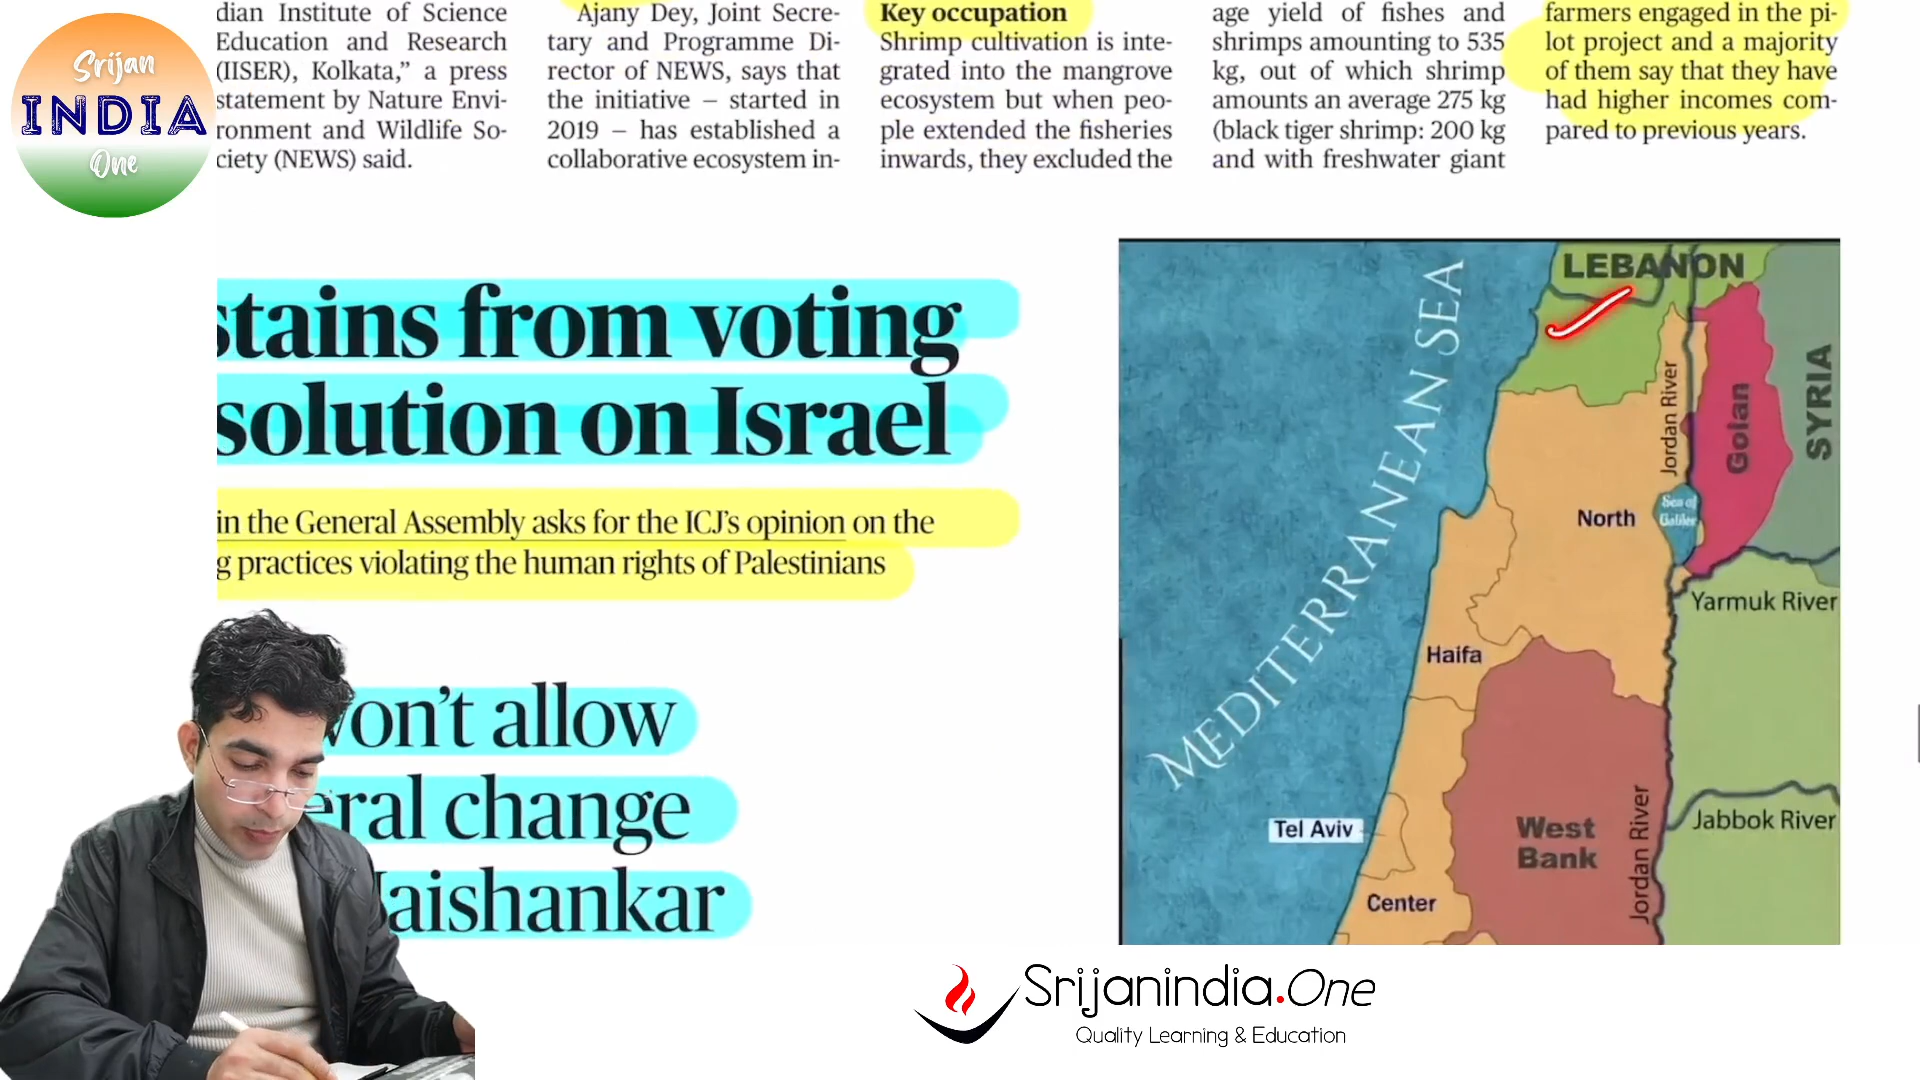 Srijan
INDIA
One
dian Institute of Science
Education and Research
(IISER), Kolkata,” a press
statement by Nature Envi-
ronment and Wildlife So-
ciety (NEWS) said.
Ajany Dey, Joint Secre-
tary and Programme Di-
rector of NEWS, says that
the initiative – started in
2019 – has established a
collaborative ecosystem in-
Key occupation
Shrimp cultivation is inte-
grated into the mangrove
ecosystem but when peo-
ple extended the fisheries
inwards, they excluded the
age yield of fishes and
shrimps amounting to 535
kg, out of which shrimp
amounts an average 275 kg
(black tiger shrimp: 200 kg
and with freshwater giant
farmers engaged in the pi-
lot project and a majority
of them say that they have
had higher incomes com-
pared to previous years.
stains from voting
solution on Israel
in the General Assembly asks for the ICJ’s opinion on the
g practices violating the human rights of Palestinians
won’t allow
eral change
Jaishankar
LEBANON
MEDITERRANEAN SEA
Jordan River
Golan
SYRIA
Sea of
Galilee
North
Yarmuk River
Haifa
West
Bank
Jordan River
Jabbok River
Tel Aviv
Center
Srijanindia.One
Quality Learning & Education